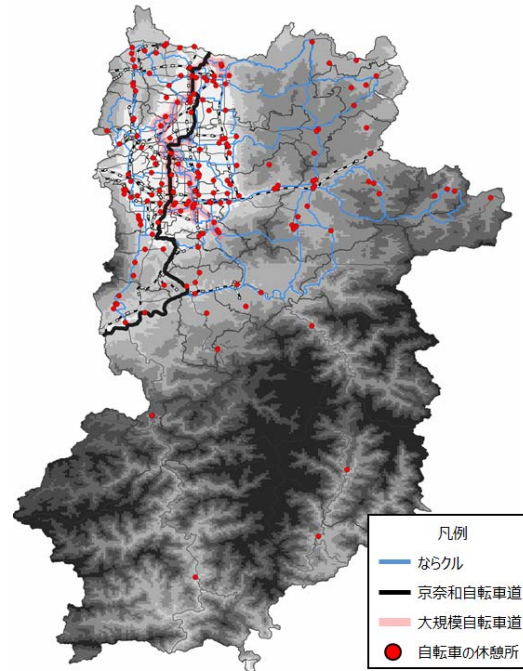 凡例
ならクル
京奈和自転車道
大規模自転車道
自転車の休憩所